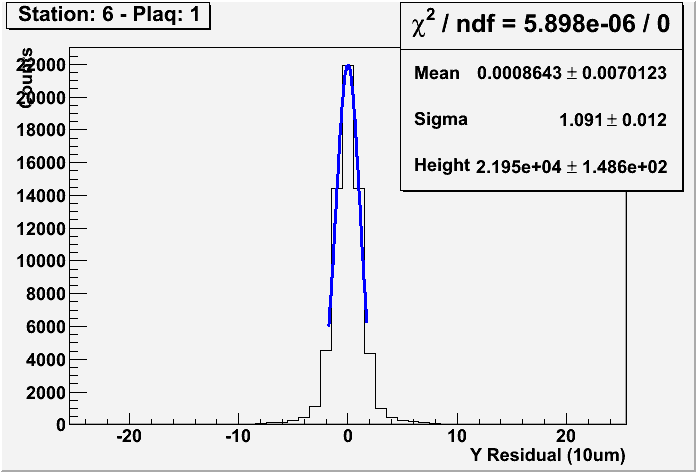 Station: 6 - Plaq: 1
χ² / ndf = 5.898e-06 / 0
Mean 0.0008643 ± 0.0070123
Sigma 1.091 ± 0.012
Height 2.195e+04 ± 1.486e+02
Counts
22000
20000
18000
16000
14000
12000
10000
8000
6000
4000
2000
0
-20 -10 0 10 20
Y Residual (10um)